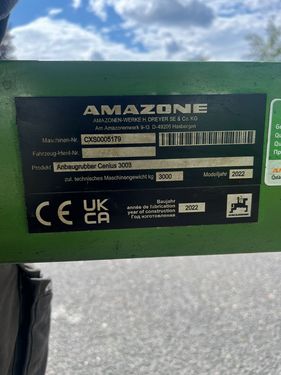 AMAZONE
AMAZONEN-WERKE H. DREYER SE & Co. KG
Am Amazonenwerk 9-13, D-49205 Hasbergen
Maschinen-Nr. CXS0005179
Fahrzeug-Ident-Nr.
Produkt Anbaugrubber Cenius 3003
zul. technisches Maschinengewicht kg 3000 Modelljahr 2022
CE UK CA
Baujahr
année de fabrication
year of construction
Год изготовления
2022